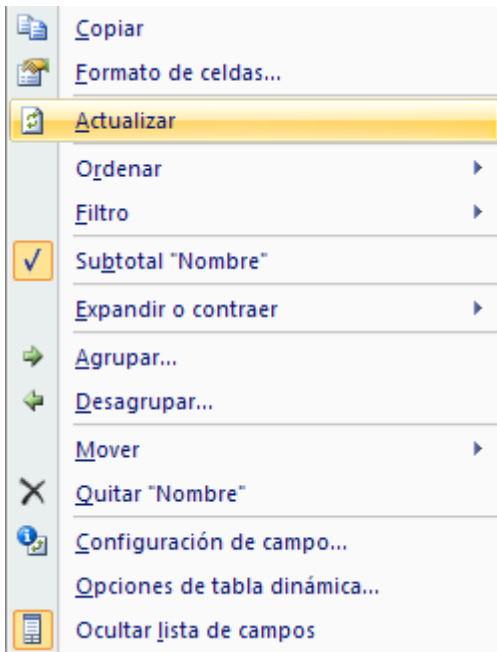 Copiar
Formato de celdas...
Actualizar
Ordenar
Filtro
Subtotal "Nombre"
Expandir o contraer
Agrupar...
Desagrupar...
Mover
Quitar "Nombre"
Configuración de campo...
Opciones de tabla dinámica...
Ocultar lista de campos